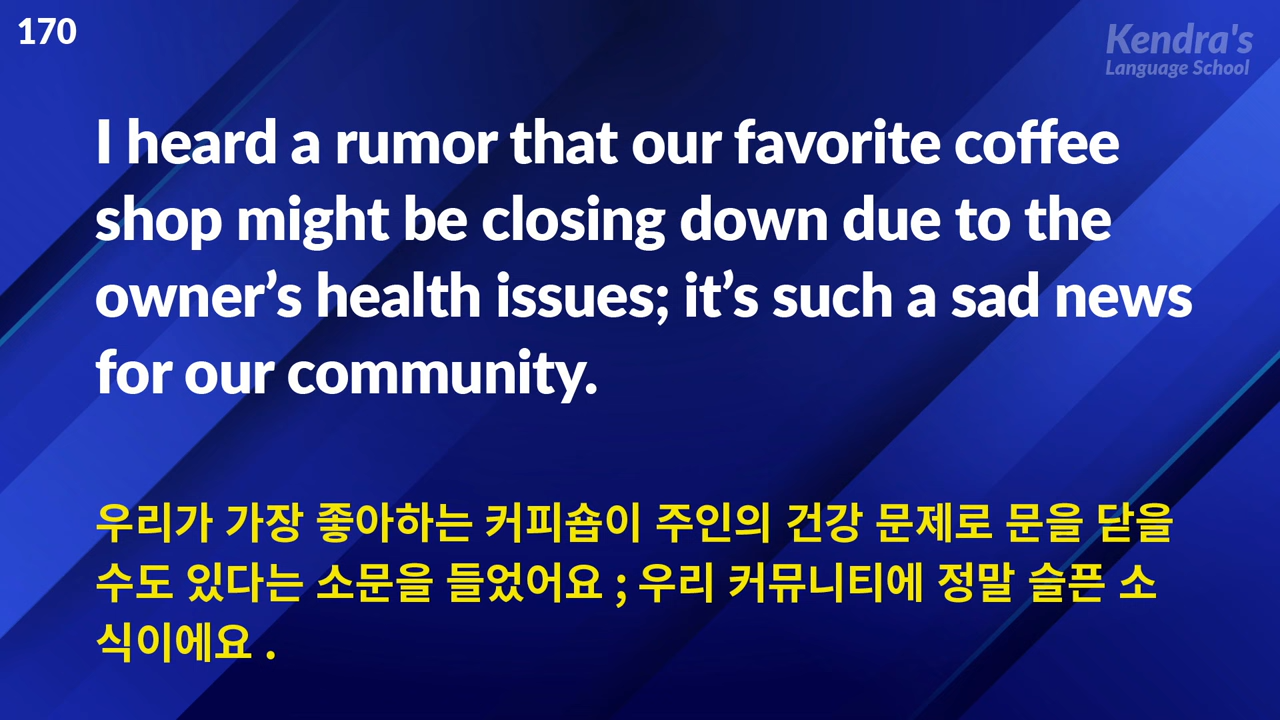 170
Kendra's
Language School
I heard a rumor that our favorite coffee
shop might be closing down due to the
owner’s health issues; it’s such a sad news
for our community.
우리가 가장 좋아하는 커피숍이 주인의 건강 문제로 문을 닫을
수도 있다는 소문을 들었어요 ; 우리 커뮤니티에 정말 슬픈 소
식이에요 .